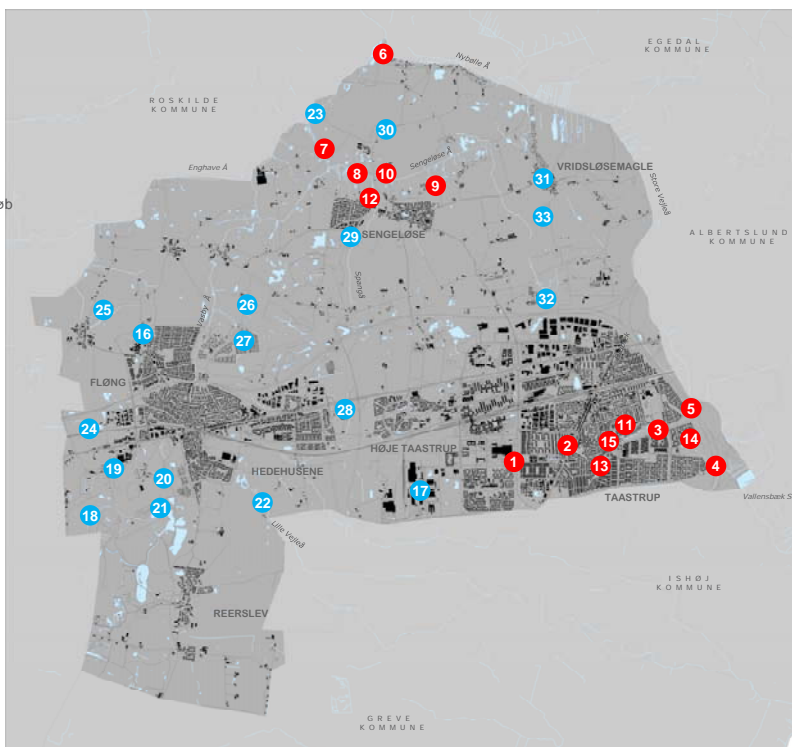 EGEDAL
KOMMUNE
6
Nybølle Å
ROSKILDE
KOMMUNE
23
30
7
Sengeløse Å
Enghave Å
8
10
VRIDSLØSEMAGLE
31
9
12
Store Vejleå
33
29
SENGELØSE
ALBERTSLUND
KOMMUNE
Spangå
32
26
25
Vasby Å
16
27
FLØNG
28
5
24
11
3
14
15
2
HØJE TAASTRUP
1
13
4
19
HEDEHUSENE
20
17
TAASTRUP
22
21
18
Lille Vejleå
Vallensbæk S
ISHØJ
KOMMUNE
REERSLEV
GREVE
KOMMUNE